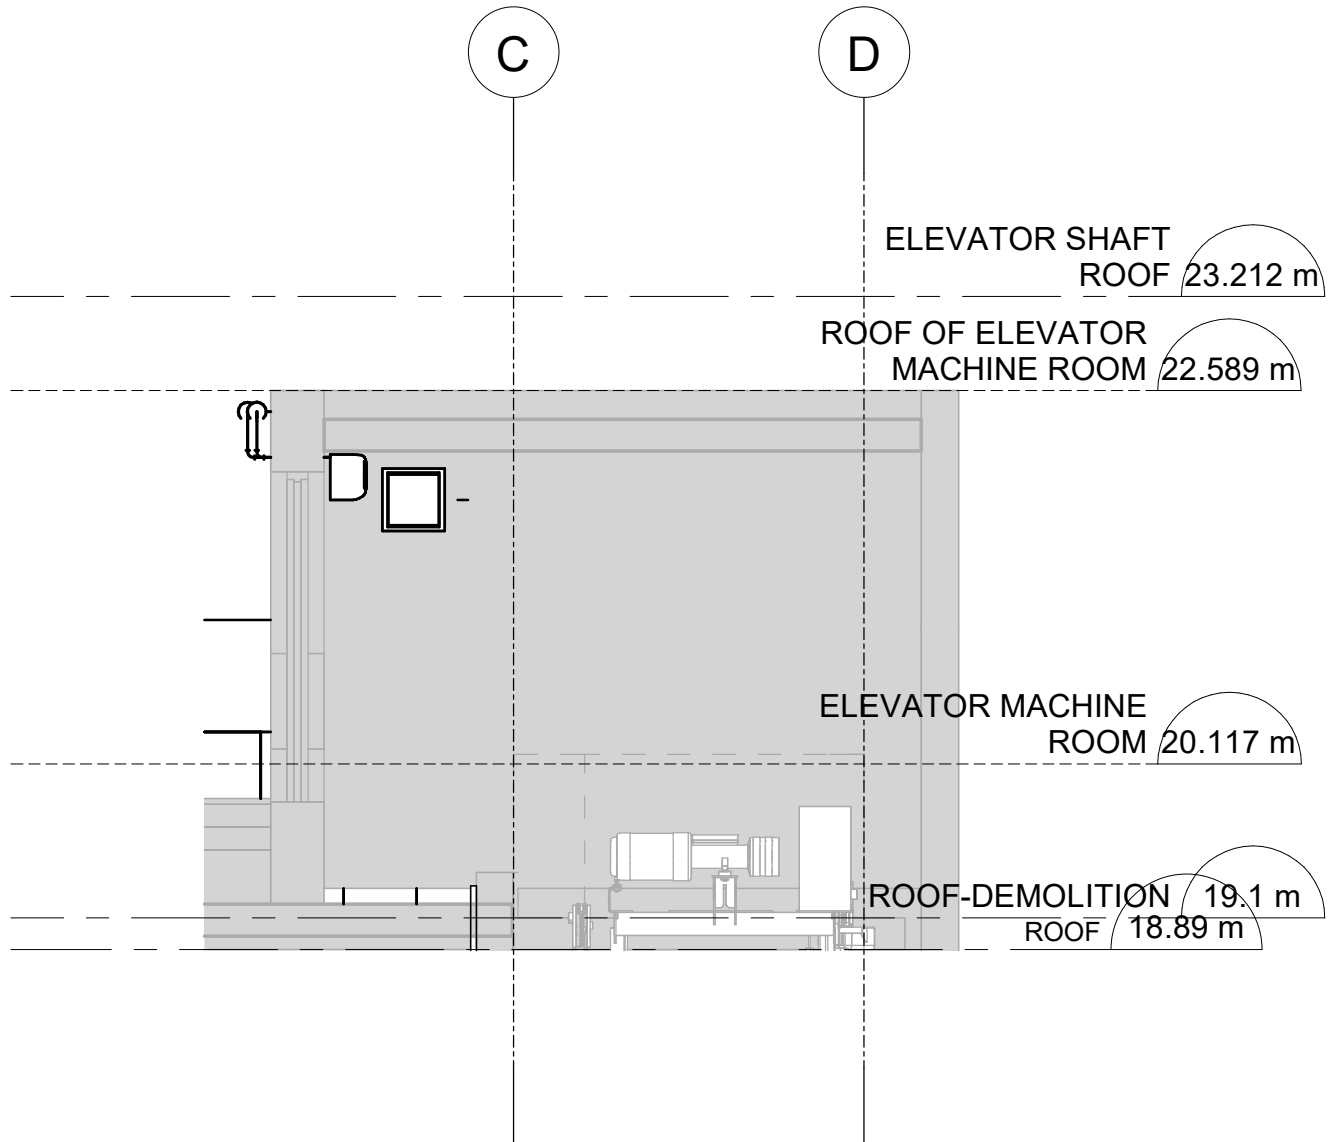 C
D
ELEVATOR SHAFT
ROOF 23.212 m
ROOF OF ELEVATOR
MACHINE ROOM 22.589 m
ELEVATOR MACHINE
ROOM 20.117 m
ROOF-DEMOLITION 19.1 m
ROOF 18.89 m